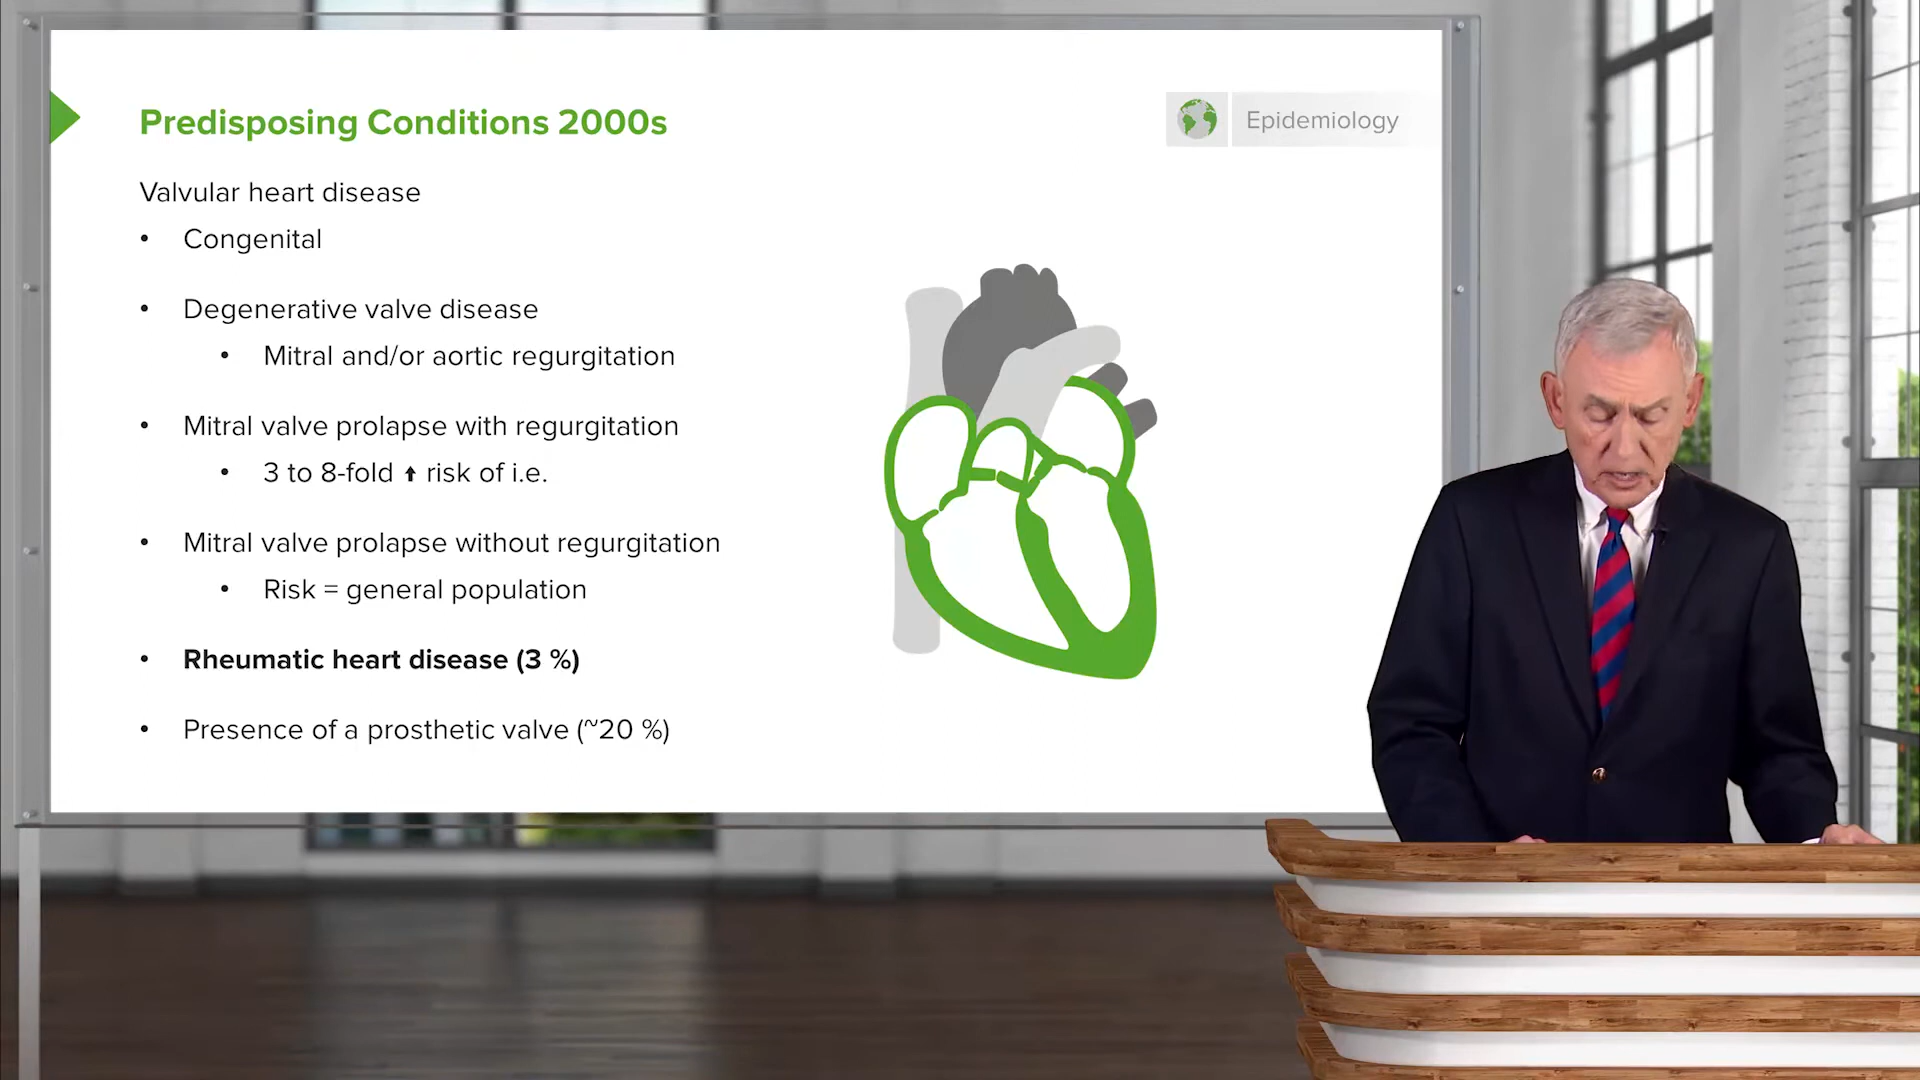 Predisposing Conditions 2000s
Epidemiology
Valvular heart disease
• Congenital
• Degenerative valve disease
• Mitral and/or aortic regurgitation
• Mitral valve prolapse with regurgitation
• 3 to 8-fold ⬆ risk of i.e.
• Mitral valve prolapse without regurgitation
• Risk = general population
• Rheumatic heart disease (3 %)
• Presence of a prosthetic valve (~20 %)